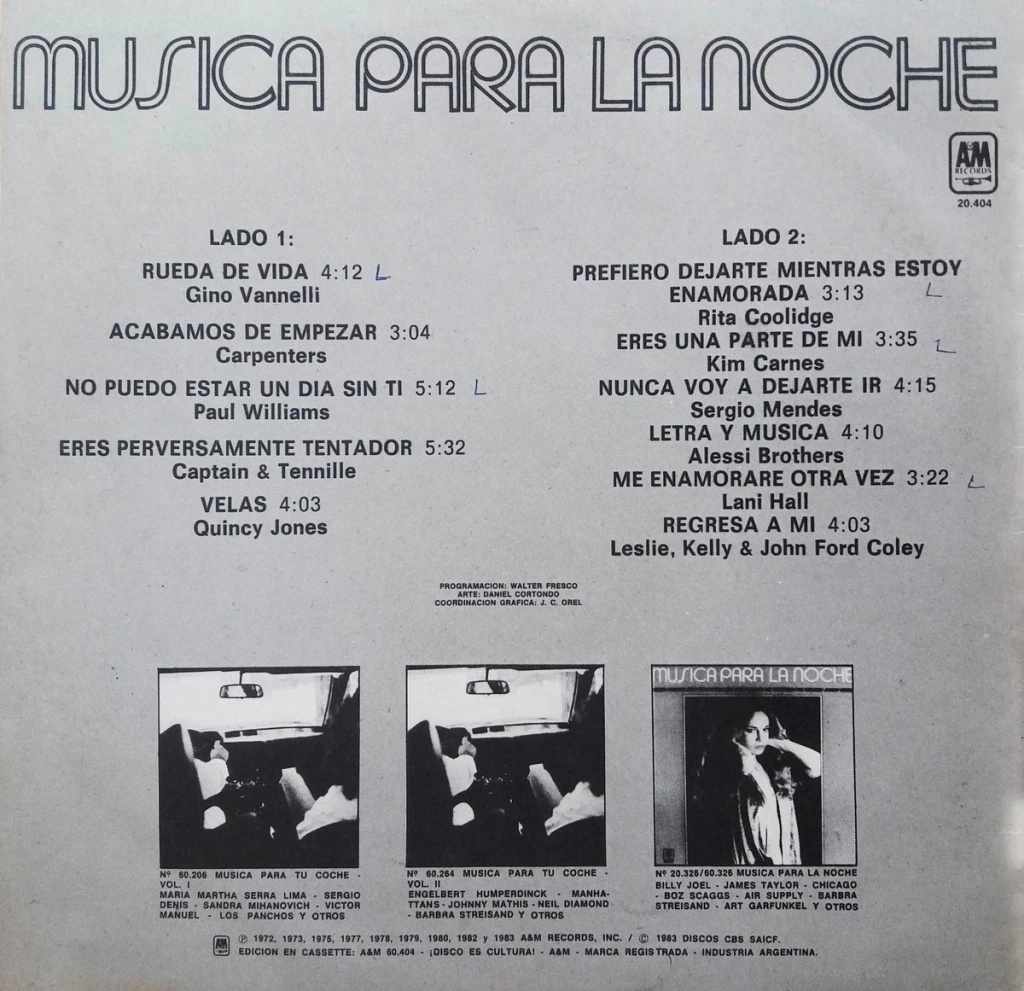 MUSICA PARA LA NOCHE
A&M
RECORDS
20.404
LADO 1:
RUEDA DE VIDA 4:12 L
Gino Vannelli
ACABAMOS DE EMPEZAR 3:04
Carpenters
NO PUEDO ESTAR UN DIA SIN TI 5:12 L
Paul Williams
ERES PERVERSAMENTE TENTADOR 5:32
Captain & Tennille
VELAS 4:03
Quincy Jones
LADO 2:
PREFIERO DEJARTE MIENTRAS ESTOY
ENAMORADA 3:13 L
Rita Coolidge
ERES UNA PARTE DE MI 3:35 L
Kim Carnes
NUNCA VOY A DEJARTE IR 4:15
Sergio Mendes
LETRA Y MUSICA 4:10
Alessi Brothers
ME ENAMORARE OTRA VEZ 3:22 L
Lani Hall
REGRESA A MI 4:03
Leslie, Kelly & John Ford Coley
PROGRAMACION: WALTER FRESCO
ARTE: DANIEL CORTONDO
COORDINACION GRAFICA: J. C. OREL
Nº 60.206 MUSICA PARA TU COCHE -
VOL. I
MARIA MARTHA SERRA LIMA - SERGIO
DENIS - SANDRA MIHANOVICH - VICTOR
MANUEL - LOS PANCHOS Y OTROS
Nº 60.264 MUSICA PARA TU COCHE -
VOL. II
ENGELBERT HUMPERDINCK - MANHA-
TTANS - JOHNNY MATHIS - NEIL DIAMOND
- BARBRA STREISAND Y OTROS
MUSICA PARA LA NOCHE
Nº 20.326/60.326 MUSICA PARA LA NOCHE
BILLY JOEL - JAMES TAYLOR - CHICAGO
- BOZ SCAGGS - AIR SUPPLY - BARBRA
STREISAND - ART GARFUNKEL Y OTROS
Ⓟ 1972, 1973, 1975, 1977, 1978, 1979, 1980, 1982 y 1983 A&M RECORDS, INC. / © 1983 DISCOS CBS SAICF.
EDICION EN CASSETTE: A&M 60.404 - ¡DISCO ES CULTURA! - A&M - MARCA REGISTRADA - INDUSTRIA ARGENTINA.